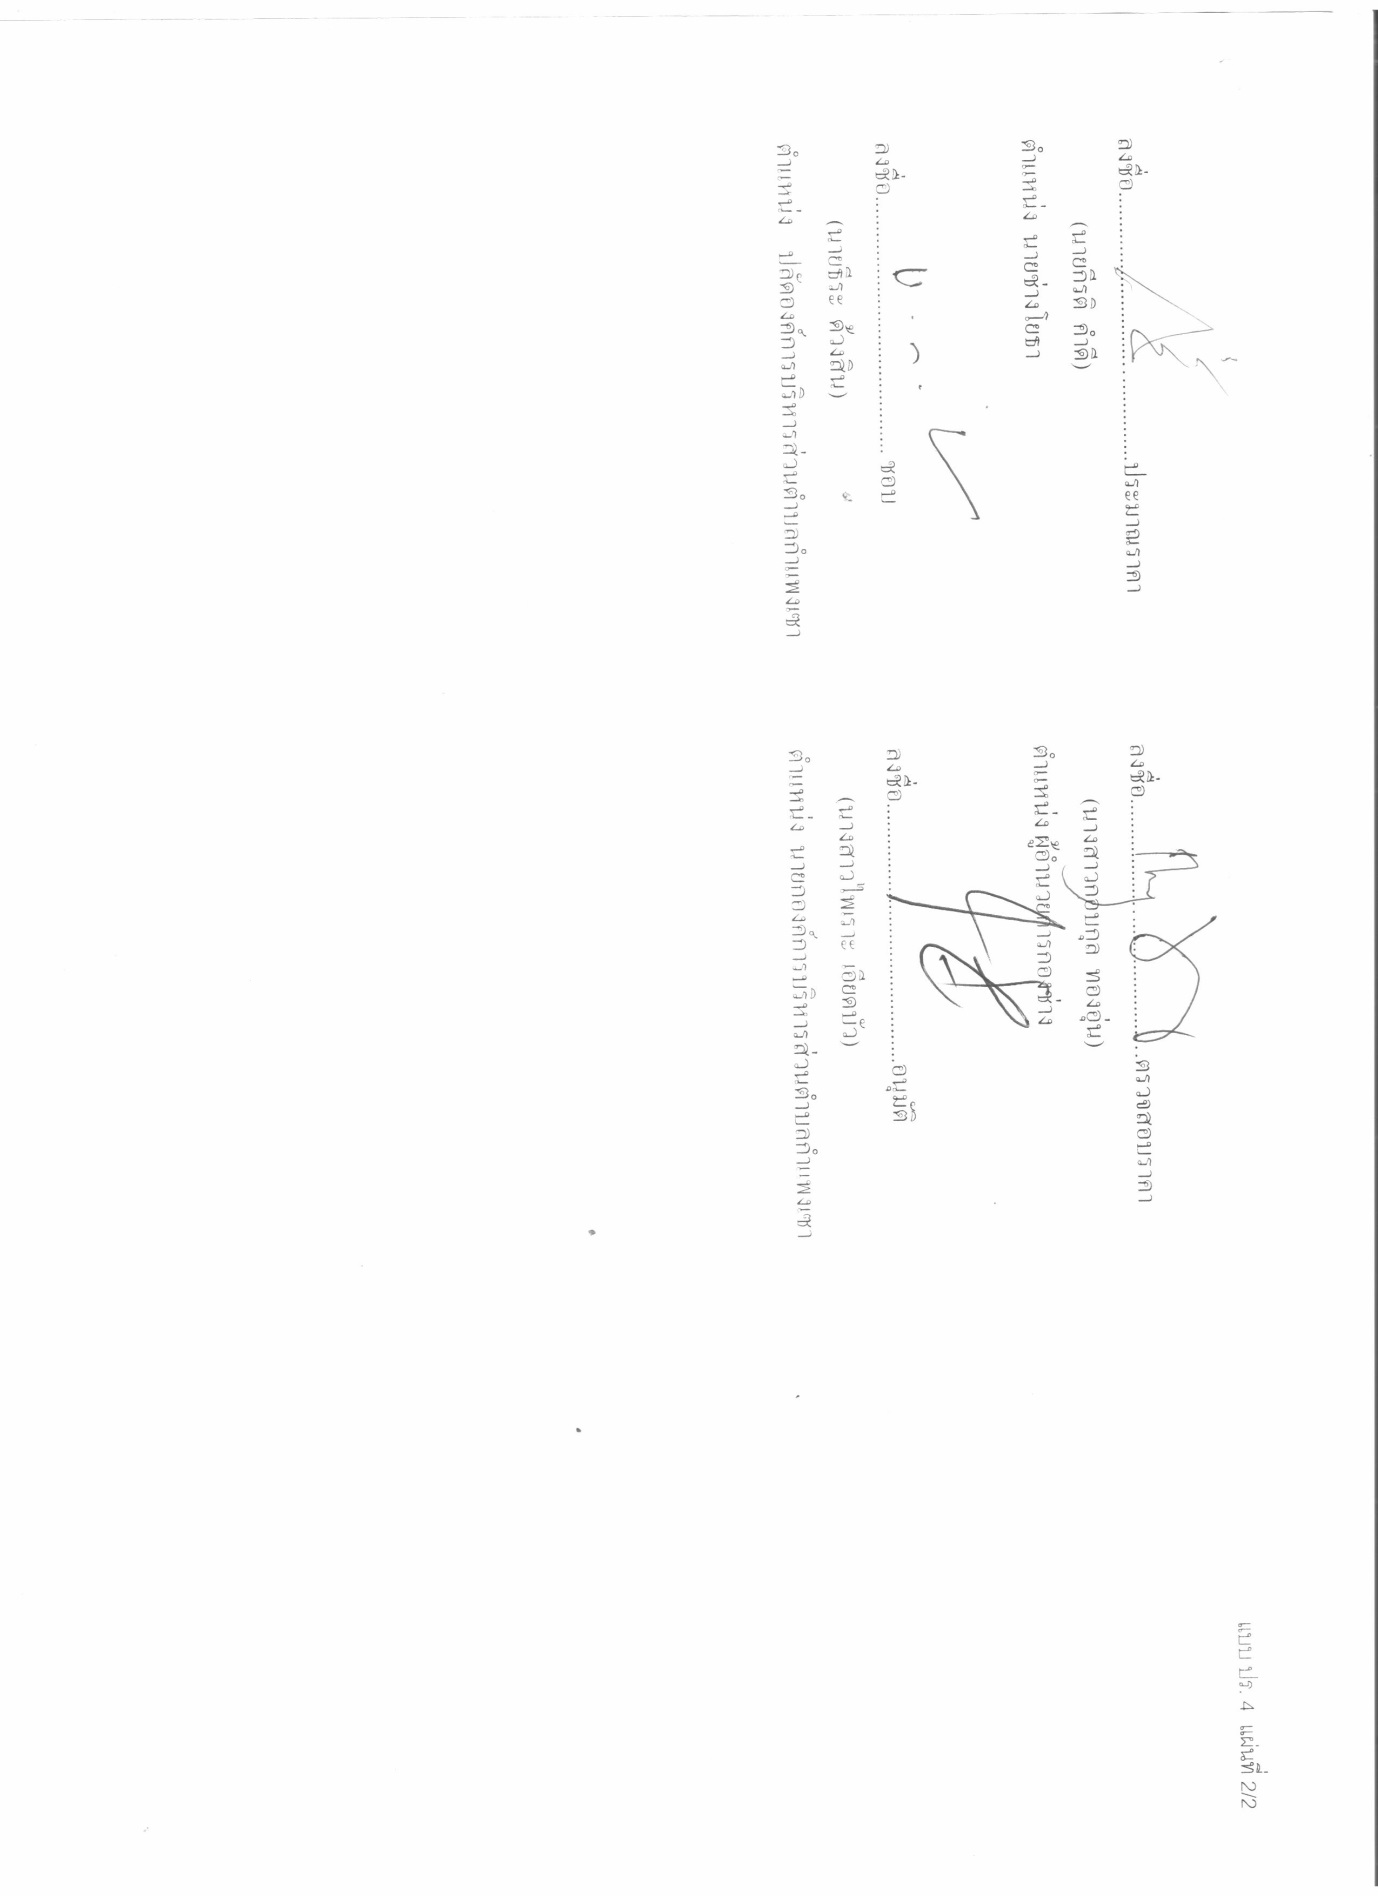 แบบ ปร. 4 แผ่นที่ 2/2
ลงชื่อ................................ประมาณราคา
(นายกีรติ คำดี)
ตำแหน่ง นายช่างโยธา
ลงชื่อ................................ตรวจสอบราคา
(นางสาวกอบกุล ทองอุ่ม)
ตำแหน่ง ผู้อำนวยการกองช่าง
ลงชื่อ................................ชอบ
(นายธีระ ด้วงสิน)
ตำแหน่ง ปลัดองค์การบริหารส่วนตำบลกำแพงเซา
ลงชื่อ................................อนุมัติ
(นางสาวไพเราะ เอียดบัว)
ตำแหน่ง นายกองค์การบริหารส่วนตำบลกำแพงเซา